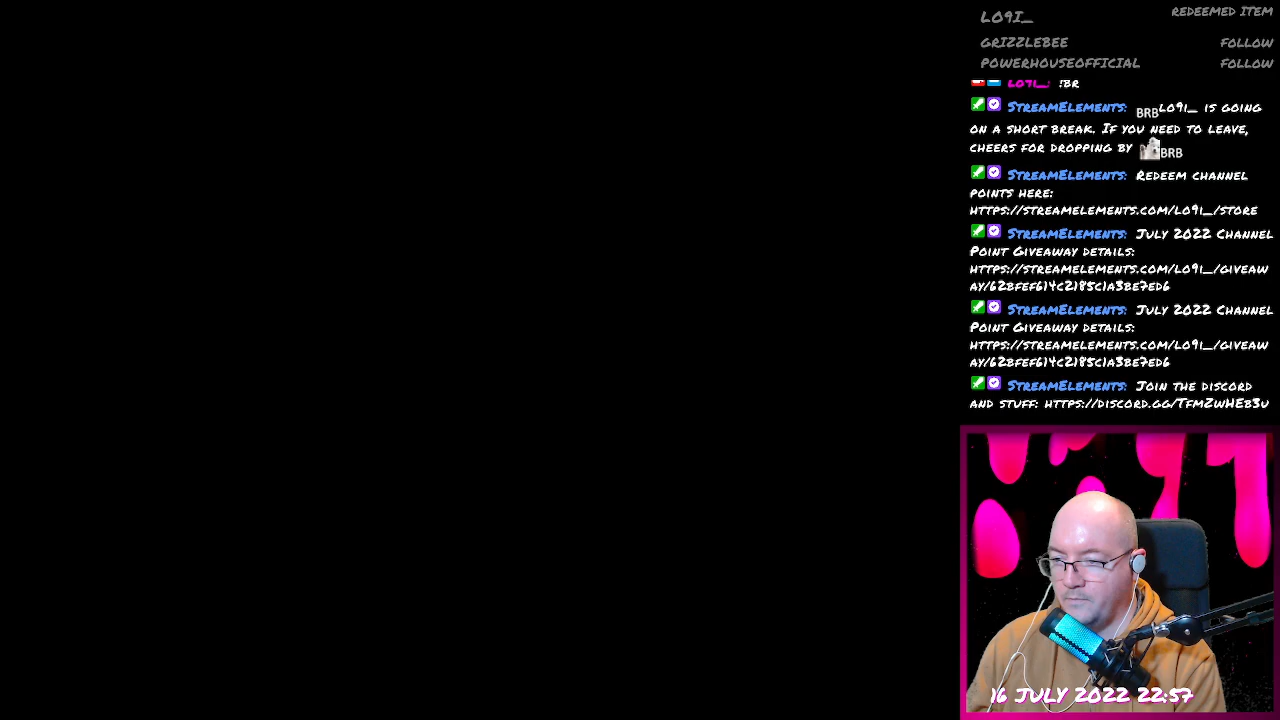 LO9I_ REDEEMED ITEM
GRIZZLEBEE FOLLOW
POWERHOUSEOFFICIAL FOLLOW
LO9I_: !BR
StreamElements: BRB LO9I_ IS GOING
ON A SHORT BREAK. IF YOU NEED TO LEAVE,
CHEERS FOR DROPPING BY BRB
StreamElements: Redeem channel
points here:
https://streamelements.com/lo9i_/store
StreamElements: July 2022 Channel
Point Giveaway details:
https://streamelements.com/lo9i_/giveaw
ay/62bfef614c2185c1a3be7ed6
StreamElements: July 2022 Channel
Point Giveaway details:
https://streamelements.com/lo9i_/giveaw
ay/62bfef614c2185c1a3be7ed6
StreamElements: Join the discord
and stuff: https://discord.gg/TfmZwHEb3u
16 JULY 2022 22:57